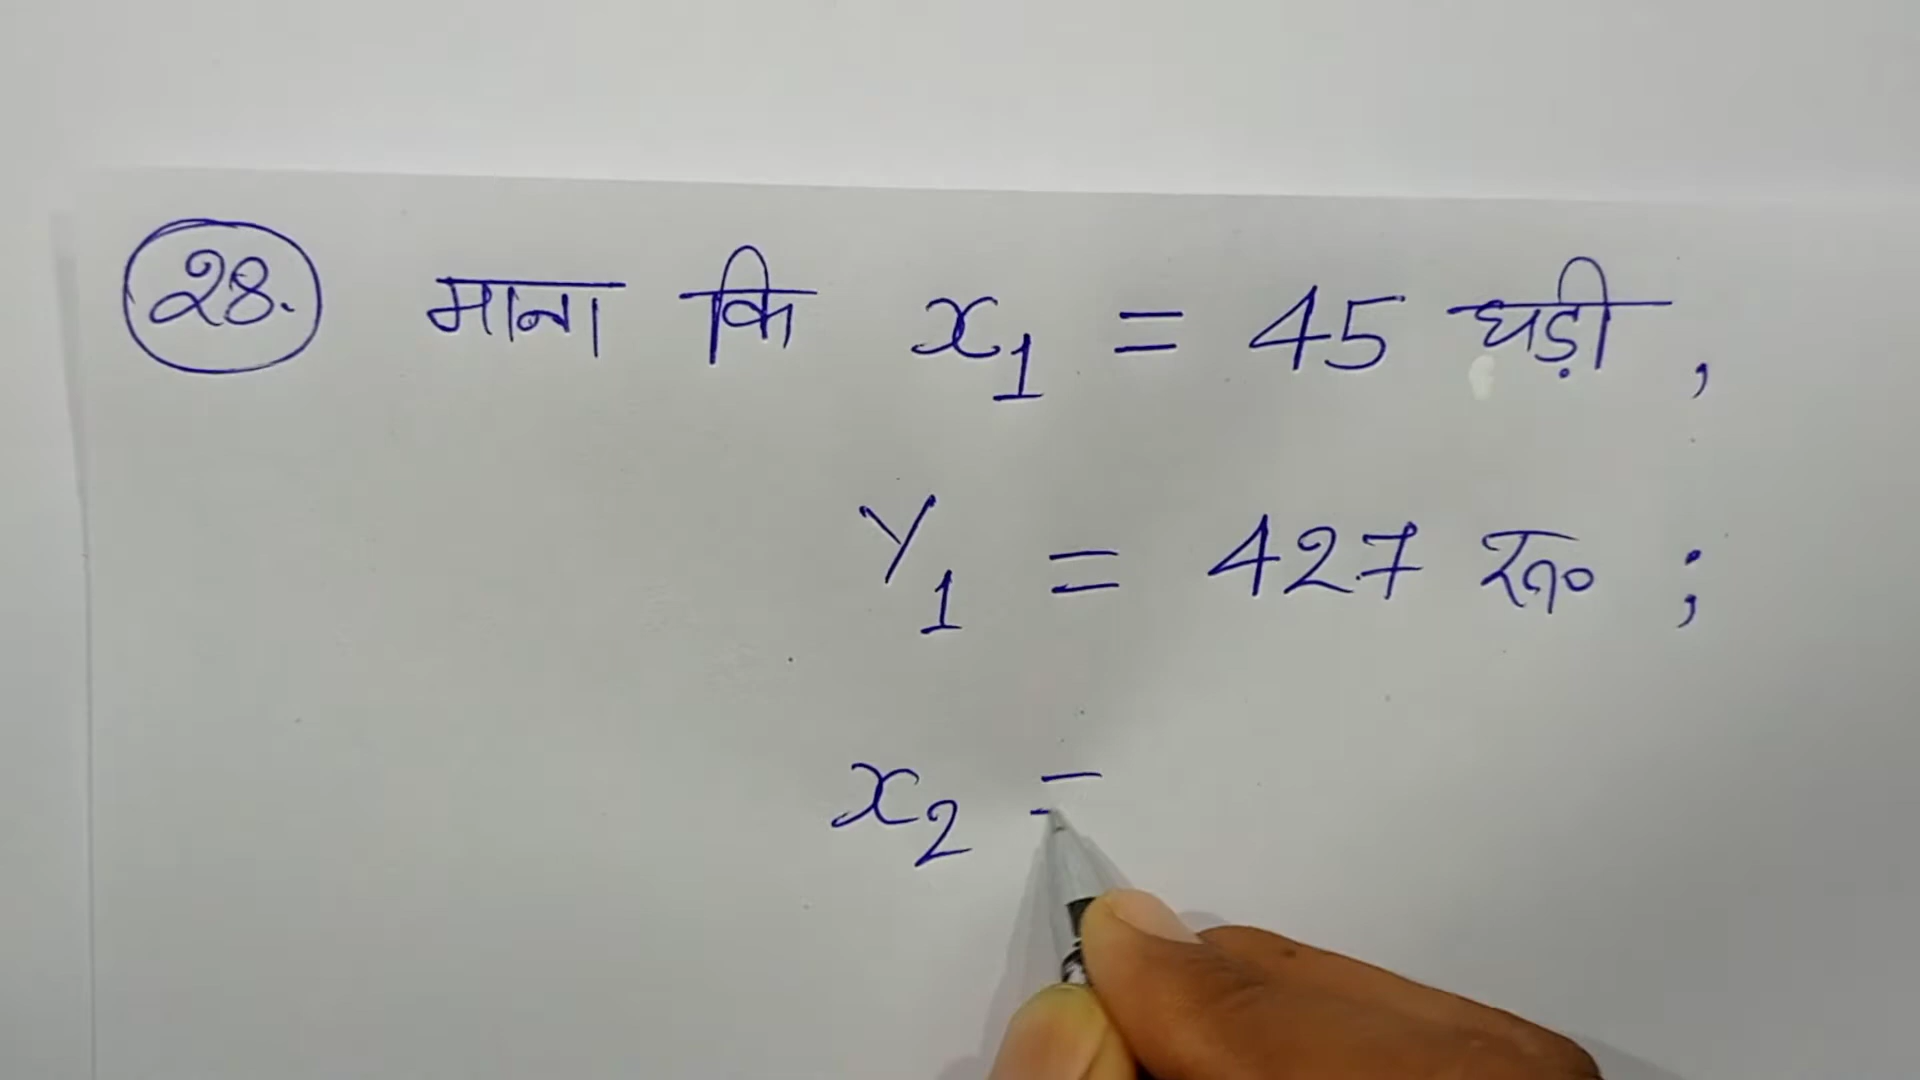 28. माना कि x₁ = 45 घड़ी ,
Y₁ = 427 रू० ;
x₂ =